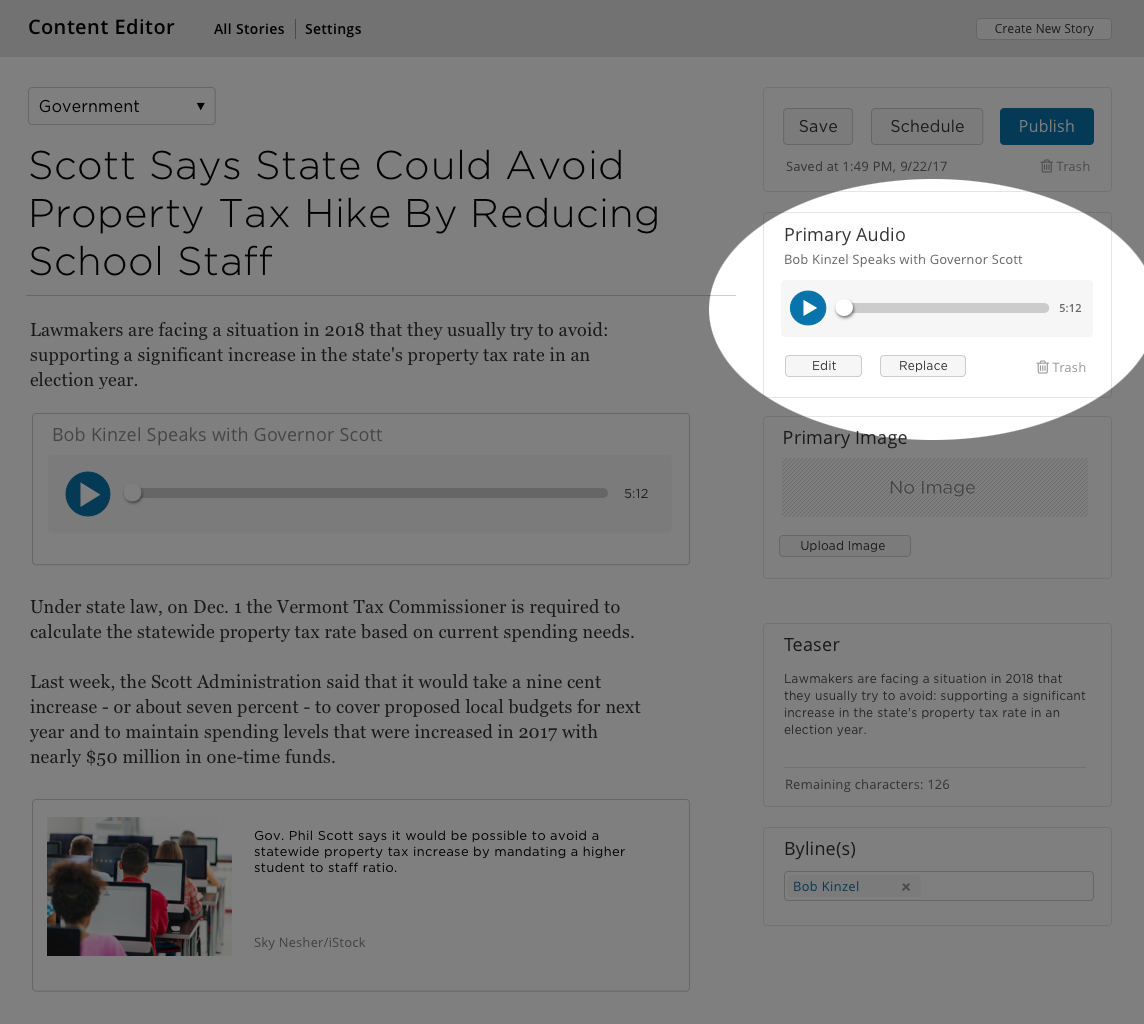 Content Editor
All Stories
Settings
Create New Story
Government
Scott Says State Could Avoid
Property Tax Hike By Reducing
School Staff
Lawmakers are facing a situation in 2018 that they usually try to avoid:
supporting a significant increase in the state's property tax rate in an
election year.
Bob Kinzel Speaks with Governor Scott
5:12
Under state law, on Dec. 1 the Vermont Tax Commissioner is required to
calculate the statewide property tax rate based on current spending needs.
Last week, the Scott Administration said that it would take a nine cent
increase - or about seven percent - to cover proposed local budgets for next
year and to maintain spending levels that were increased in 2017 with
nearly $50 million in one-time funds.
Gov. Phil Scott says it would be possible to avoid a
statewide property tax increase by mandating a higher
student to staff ratio.
Sky Nesher/iStock
Save
Schedule
Publish
Saved at 1:49 PM, 9/22/17
Trash
Primary Audio
Bob Kinzel Speaks with Governor Scott
5:12
Edit
Replace
Trash
Primary Image
No Image
Upload Image
Teaser
Lawmakers are facing a situation in 2018 that
they usually try to avoid: supporting a significant
increase in the state's property tax rate in an
election year.
Remaining characters: 126
Byline(s)
Bob Kinzel